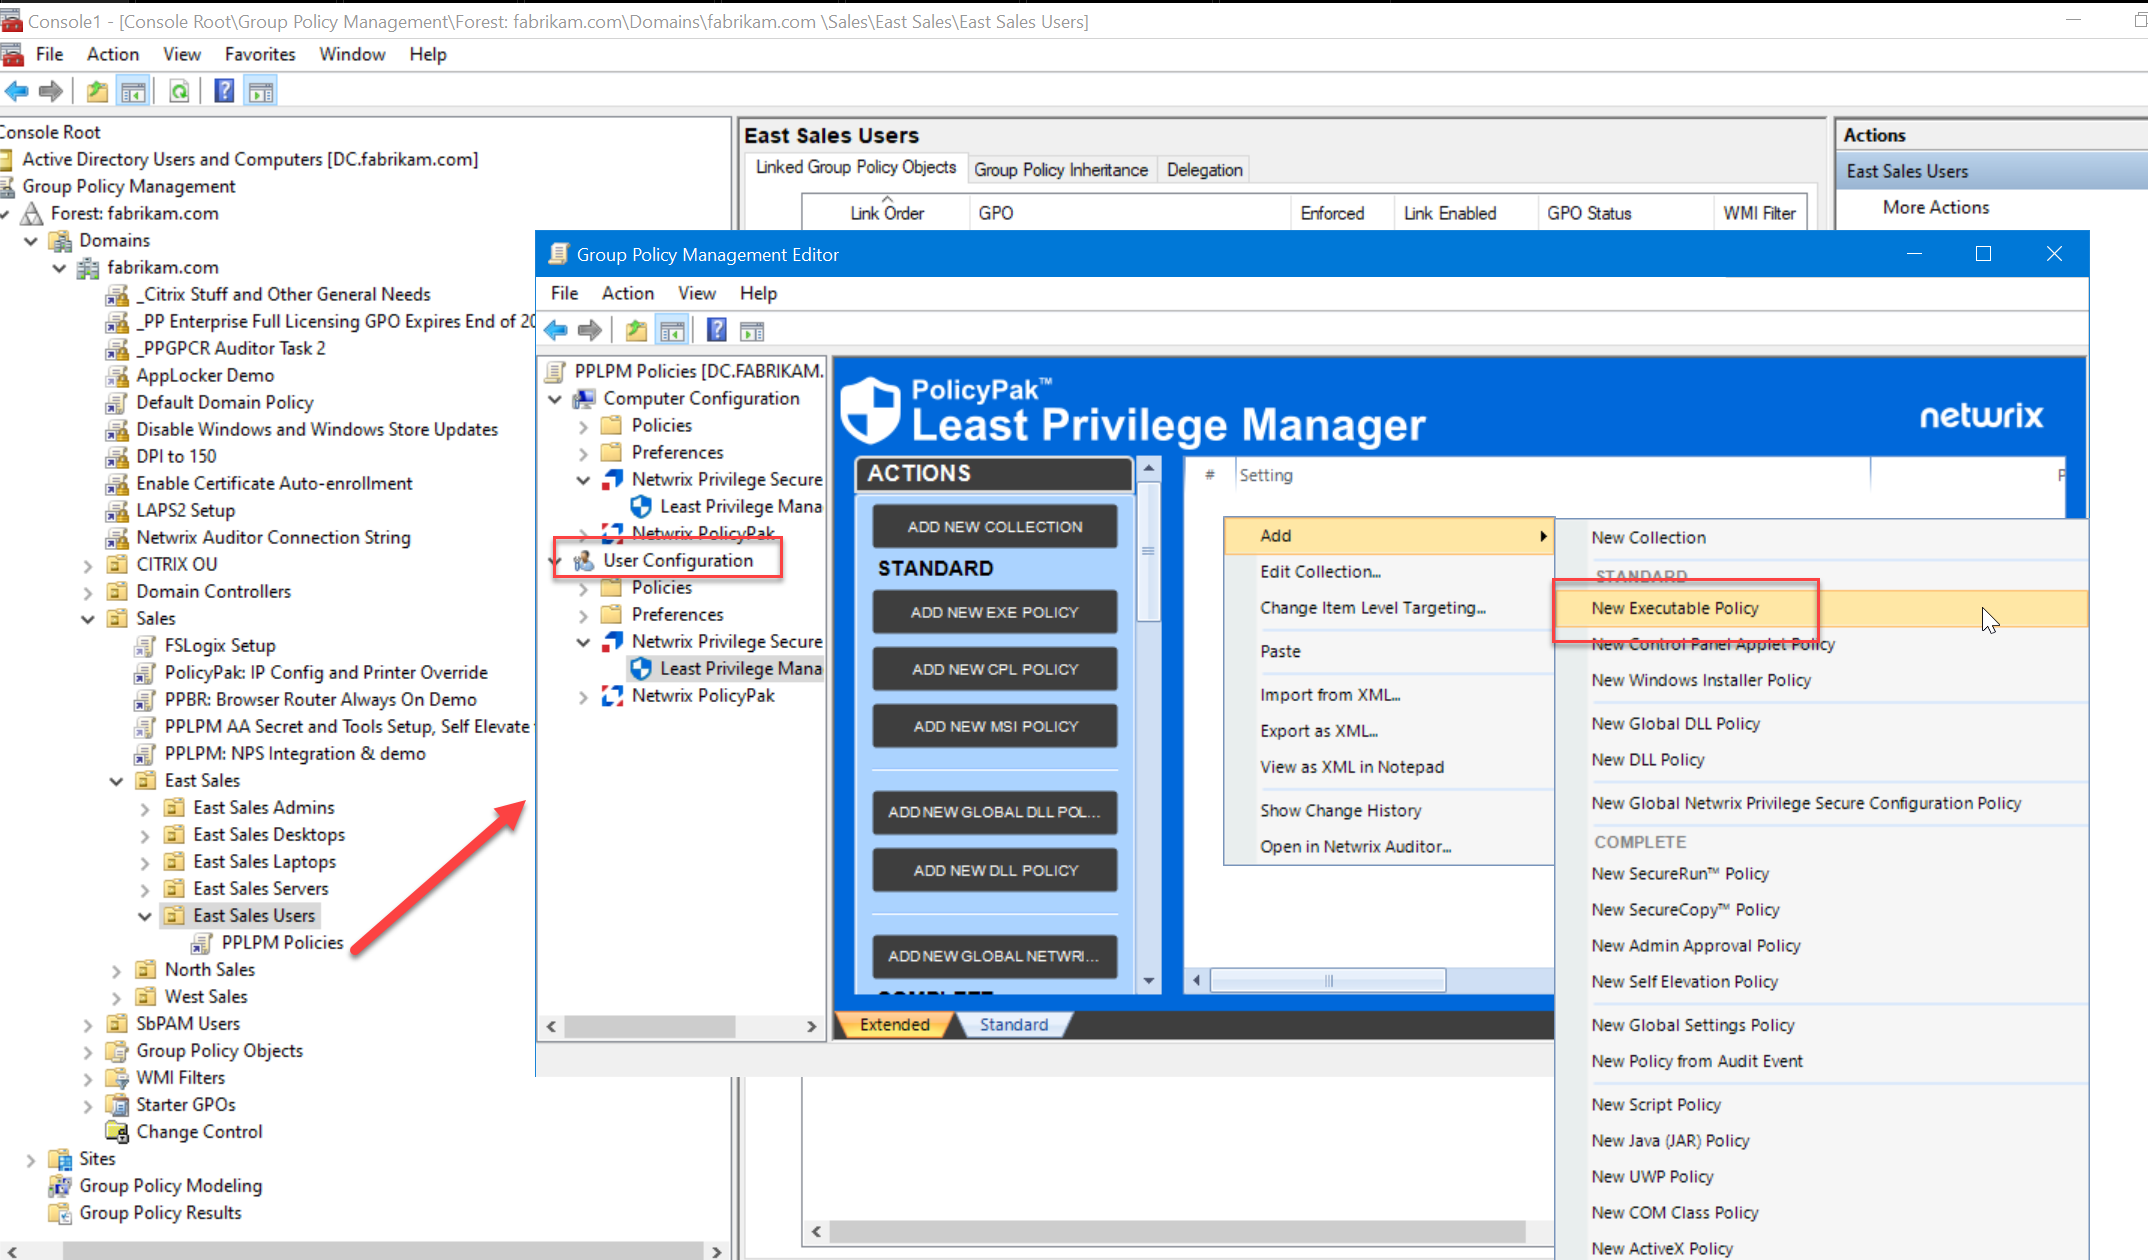 Console1 - [Console Root\Group Policy Management\Forest: fabrikam.com\Domains\fabrikam.com \Sales\East Sales\East Sales Users]
File Action View Favorites Window Help
Console Root
Active Directory Users and Computers [DC.fabrikam.com]
Group Policy Management
Forest: fabrikam.com
Domains
fabrikam.com
_Citrix Stuff and Other General Needs
_PP Enterprise Full Licensing GPO Expires End of 20
_PPGPCR Auditor Task 2
AppLocker Demo
Default Domain Policy
Disable Windows and Windows Store Updates
DPI to 150
Enable Certificate Auto-enrollment
LAPS2 Setup
Netwrix Auditor Connection String
CITRIX OU
Domain Controllers
Sales
FSLogix Setup
PolicyPak: IP Config and Printer Override
PPBR: Browser Router Always On Demo
PPLPM AA Secret and Tools Setup, Self Elevate
PPLPM: NPS Integration & demo
East Sales
East Sales Admins
East Sales Desktops
East Sales Laptops
East Sales Servers
East Sales Users
PPLPM Policies
North Sales
West Sales
SbPAM Users
Group Policy Objects
WMI Filters
Starter GPOs
Change Control
Sites
Group Policy Modeling
Group Policy Results
East Sales Users
Linked Group Policy Objects Group Policy Inheritance Delegation
Link Order GPO Enforced Link Enabled GPO Status WMI Filter
Actions
East Sales Users
More Actions
Group Policy Management Editor
File Action View Help
PPLPM Policies [DC.FABRIKAM.
Computer Configuration
Policies
Preferences
Netwrix Privilege Secure
Least Privilege Mana
Netwrix PolicyPak
User Configuration
Policies
Preferences
Netwrix Privilege Secure
Least Privilege Mana
Netwrix PolicyPak
PolicyPak™
Least Privilege Manager
netwrix
ACTIONS
ADD NEW COLLECTION
STANDARD
ADD NEW EXE POLICY
ADD NEW CPL POLICY
ADD NEW MSI POLICY
ADD NEW GLOBAL DLL POL...
ADD NEW DLL POLICY
ADD NEW GLOBAL NETWRI...
COMPLETE
# Setting
Add
Edit Collection...
Change Item Level Targeting...
Paste
Import from XML...
Export as XML...
View as XML in Notepad
Show Change History
Open in Netwrix Auditor...
New Collection
STANDARD
New Executable Policy
New Control Panel Applet Policy
New Windows Installer Policy
New Global DLL Policy
New DLL Policy
New Global Netwrix Privilege Secure Configuration Policy
COMPLETE
New SecureRun™ Policy
New SecureCopy™ Policy
New Admin Approval Policy
New Self Elevation Policy
New Global Settings Policy
New Policy from Audit Event
New Script Policy
New Java (JAR) Policy
New UWP Policy
New COM Class Policy
New ActiveX Policy
Extended Standard